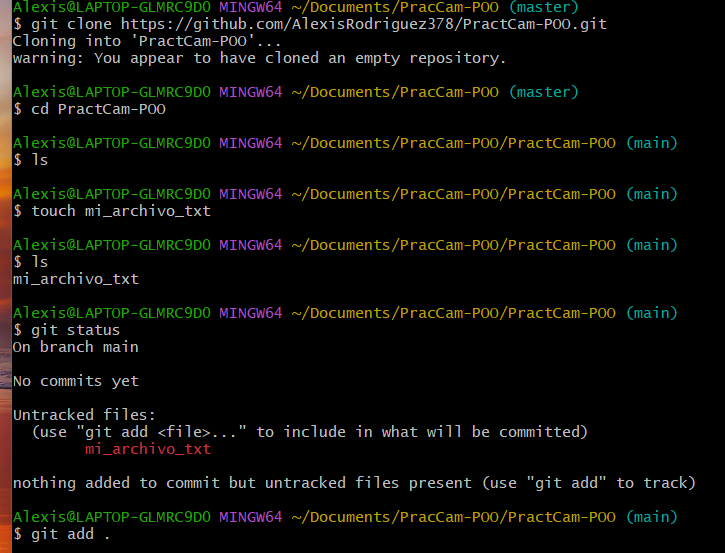 Alexis@LAPTOP-GLMRC9D0 MINGW64 ~/Documents/PracCam-POO (master)
$ git clone https://github.com/AlexisRodriguez378/PractCam-POO.git
Cloning into 'PractCam-POO'...
warning: You appear to have cloned an empty repository.

Alexis@LAPTOP-GLMRC9D0 MINGW64 ~/Documents/PracCam-POO (master)
$ cd PractCam-POO

Alexis@LAPTOP-GLMRC9D0 MINGW64 ~/Documents/PracCam-POO/PractCam-POO (main)
$ ls

Alexis@LAPTOP-GLMRC9D0 MINGW64 ~/Documents/PracCam-POO/PractCam-POO (main)
$ touch mi_archivo_txt

Alexis@LAPTOP-GLMRC9D0 MINGW64 ~/Documents/PracCam-POO/PractCam-POO (main)
$ ls
mi_archivo_txt

Alexis@LAPTOP-GLMRC9D0 MINGW64 ~/Documents/PracCam-POO/PractCam-POO (main)
$ git status
On branch main

No commits yet

Untracked files:
  (use "git add <file>..." to include in what will be committed)
        mi_archivo_txt

nothing added to commit but untracked files present (use "git add" to track)

Alexis@LAPTOP-GLMRC9D0 MINGW64 ~/Documents/PracCam-POO/PractCam-POO (main)
$ git add .